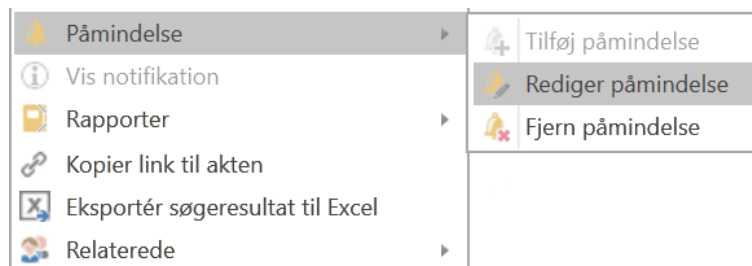 Påmindelse
Vis notifikation
Rapporter
Kopier link til akten
Eksportér søgeresultat til Excel
Relaterede
Tilføj påmindelse
Rediger påmindelse
Fjern påmindelse